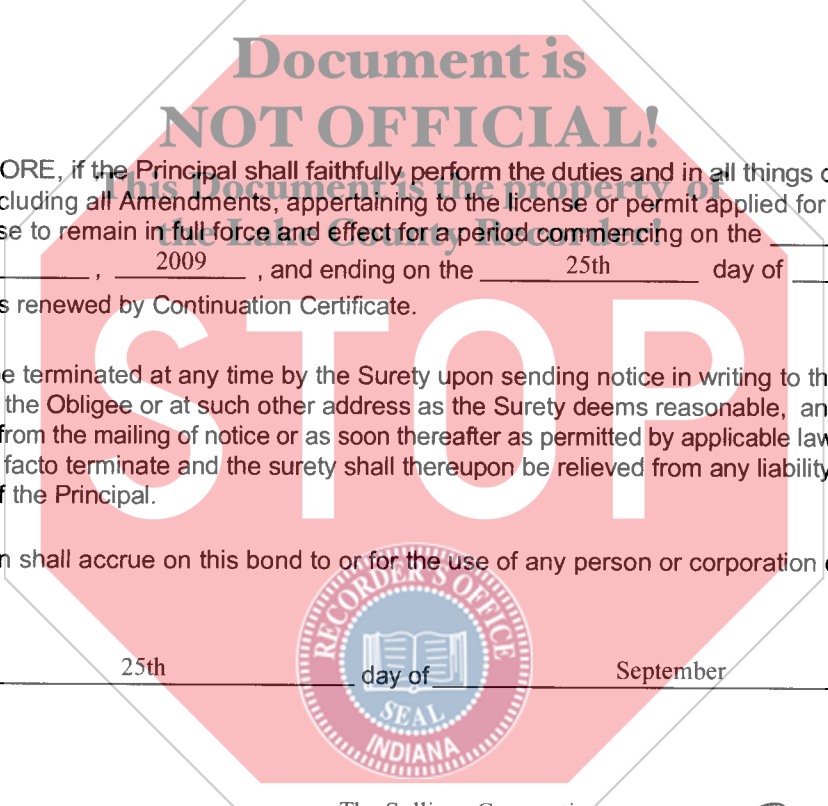 Document is
NOT OFFICIAL!
ORE, if the Principal shall faithfully perform the duties and in all things
This Document is the property of
cluding all Amendments, appertaining to the license or permit applied for
the Lake County Recorder!
se to remain in full force and effect for a period commencing on the
, 2009 , and ending on the 25th day of
s renewed by Continuation Certificate.
STOP
e terminated at any time by the Surety upon sending notice in writing to th
the Obligee or at such other address as the Surety deems reasonable, an
from the mailing of notice or as soon thereafter as permitted by applicable law
facto terminate and the surety shall thereupon be relieved from any liability
f the Principal.
n shall accrue on this bond to or for the use of any person or corporation
RECORDER'S OFFICE
25th day of September
SEAL
INDIANA